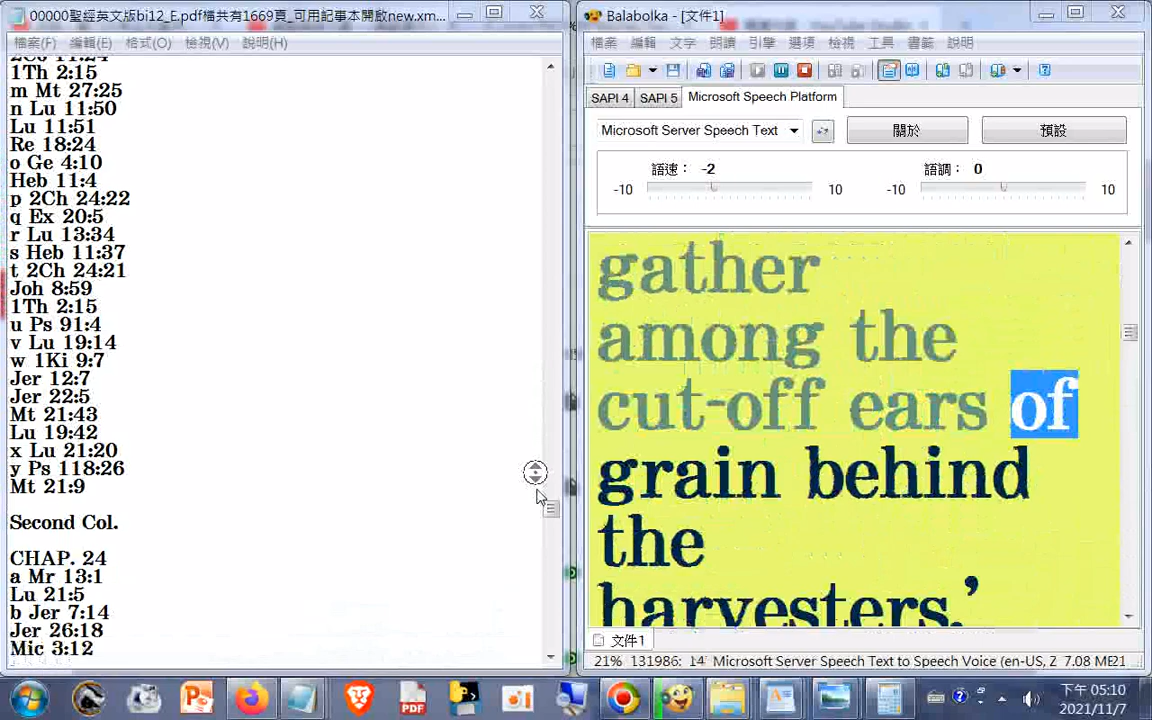 00000聖經英文版bi12_E.pdf檔共有1669頁_可用記事本開啟new.xm...
檔案(F) 編輯(E) 格式(O) 檢視(V) 說明(H)
2Co 11:24
1Th 2:15
m Mt 27:25
n Lu 11:50
Lu 11:51
Re 18:24
o Ge 4:10
Heb 11:4
p 2Ch 24:22
q Ex 20:5
r Lu 13:34
s Heb 11:37
t 2Ch 24:21
Joh 8:59
1Th 2:15
u Ps 91:4
v Lu 19:14
w 1Ki 9:7
Jer 12:7
Jer 22:5
Mt 21:43
Lu 19:42
x Lu 21:20
y Ps 118:26
Mt 21:9
Second Col.
CHAP. 24
a Mr 13:1
Lu 21:5
b Jer 7:14
Jer 26:18
Mic 3:12
Balabolka - [文件1]
檔案 編輯 文字 朗讀 引擎 選項 檢視 工具 書籤 說明
SAPI 4 SAPI 5 Microsoft Speech Platform
Microsoft Server Speech Text 關於 預設
語速： -2 語調： 0
-10 10 -10 10
gather
among the
cut-off ears of
grain behind
the
harvesters.’
文件1
21% 131986: 14 Microsoft Server Speech Text to Speech Voice (en-US, Z 7.08 ME21
PDF
下午 05:10
2021/11/7